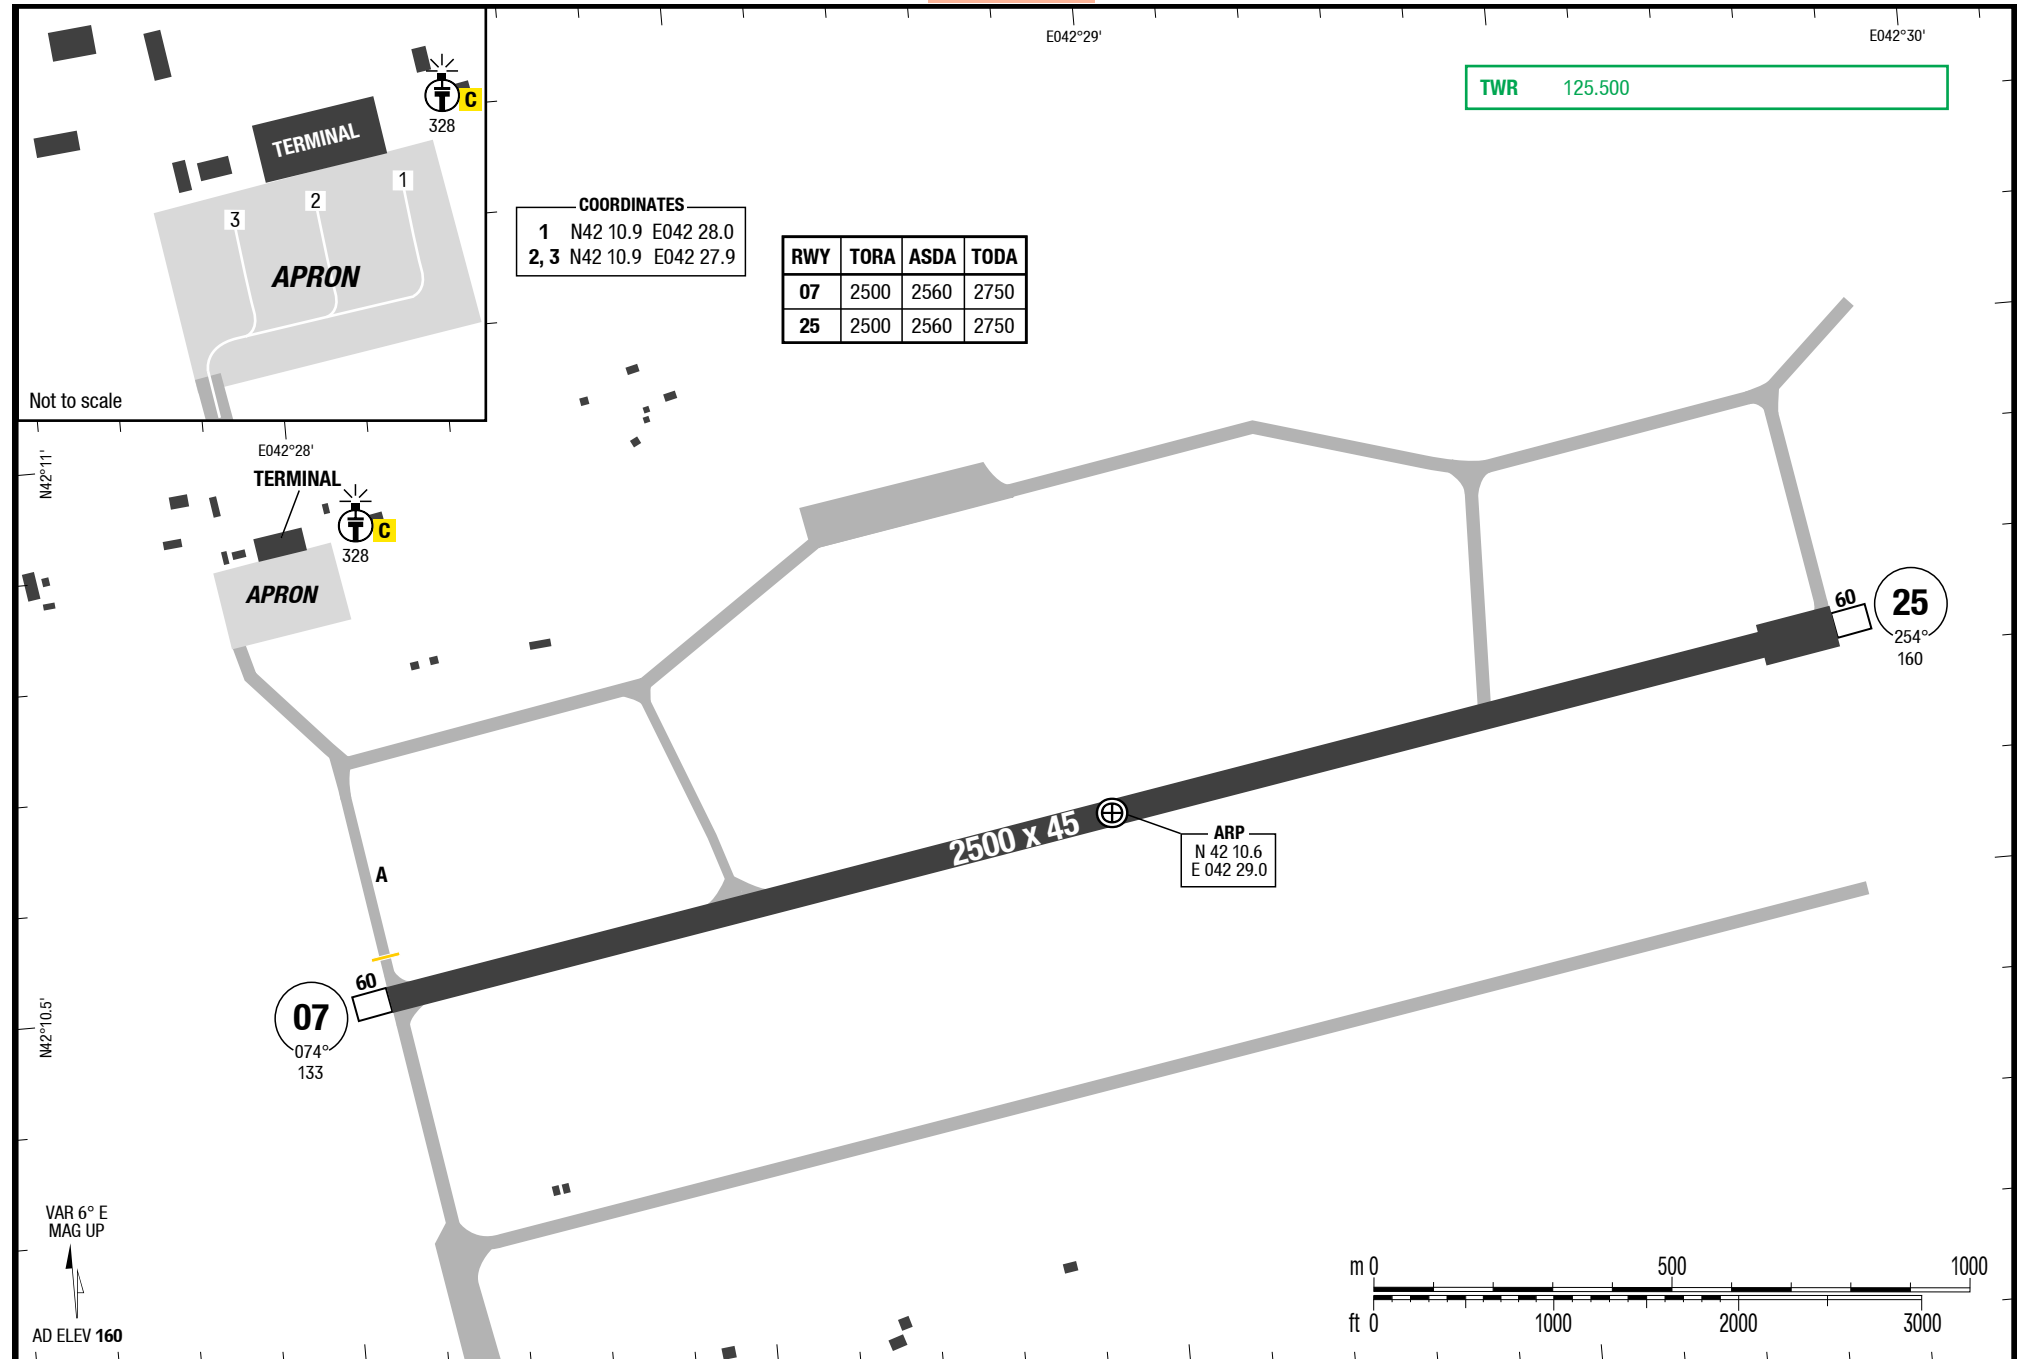 E042°29'
E042°30'
TWR 125.500
C
328
TERMINAL
1
2
3
APRON
Not to scale
COORDINATES
1 N42 10.9 E042 28.0
2, 3 N42 10.9 E042 27.9
RWY TORA ASDA TODA
07 2500 2560 2750
25 2500 2560 2750
E042°28'
N42°11'
TERMINAL
C
328
APRON
60
25
254°
160
2500 x 45
ARP
N 42 10.6
E 042 29.0
A
60
07
074°
133
N42°10.5'
VAR 6° E
MAG UP
AD ELEV 160
m 0 500 1000
ft 0 1000 2000 3000